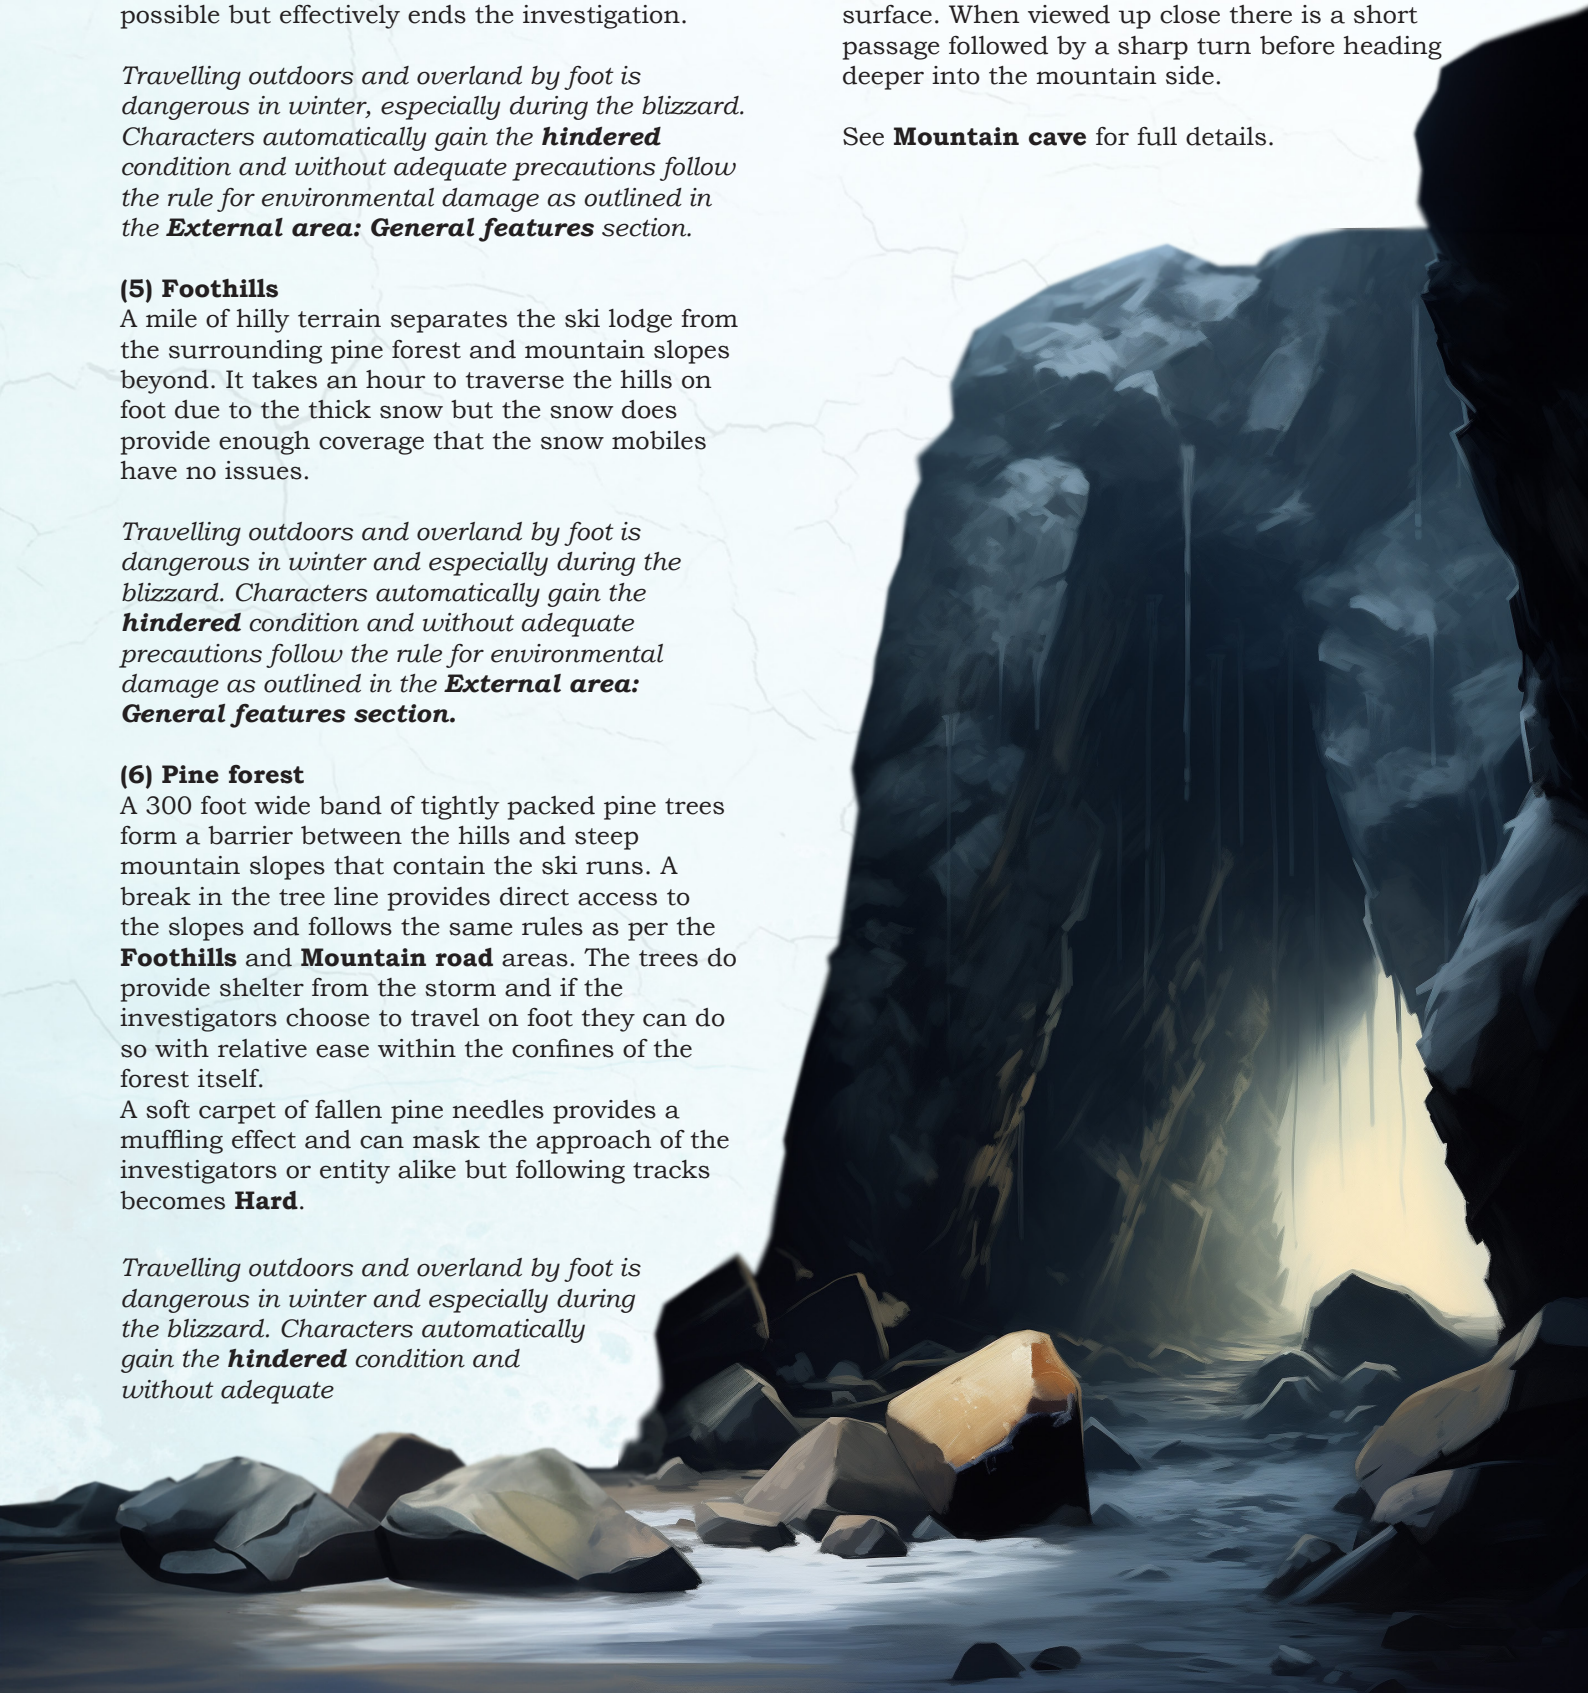 possible but effectively ends the investigation.
Travelling outdoors and overland by foot is
dangerous in winter, especially during the blizzard.
Characters automatically gain the hindered
condition and without adequate precautions follow
the rule for environmental damage as outlined in
the External area: General features section.
(5) Foothills
A mile of hilly terrain separates the ski lodge from
the surrounding pine forest and mountain slopes
beyond. It takes an hour to traverse the hills on
foot due to the thick snow but the snow does
provide enough coverage that the snow mobiles
have no issues.
Travelling outdoors and overland by foot is
dangerous in winter and especially during the
blizzard. Characters automatically gain the
hindered condition and without adequate
precautions follow the rule for environmental
damage as outlined in the External area:
General features section.
(6) Pine forest
A 300 foot wide band of tightly packed pine trees
form a barrier between the hills and steep
mountain slopes that contain the ski runs. A
break in the tree line provides direct access to
the slopes and follows the same rules as per the
Foothills and Mountain road areas. The trees do
provide shelter from the storm and if the
investigators choose to travel on foot they can do
so with relative ease within the confines of the
forest itself.
A soft carpet of fallen pine needles provides a
muffling effect and can mask the approach of the
investigators or entity alike but following tracks
becomes Hard.
Travelling outdoors and overland by foot is
dangerous in winter and especially during
the blizzard. Characters automatically
gain the hindered condition and
without adequate
surface. When viewed up close there is a short
passage followed by a sharp turn before heading
deeper into the mountain side.
See Mountain cave for full details.